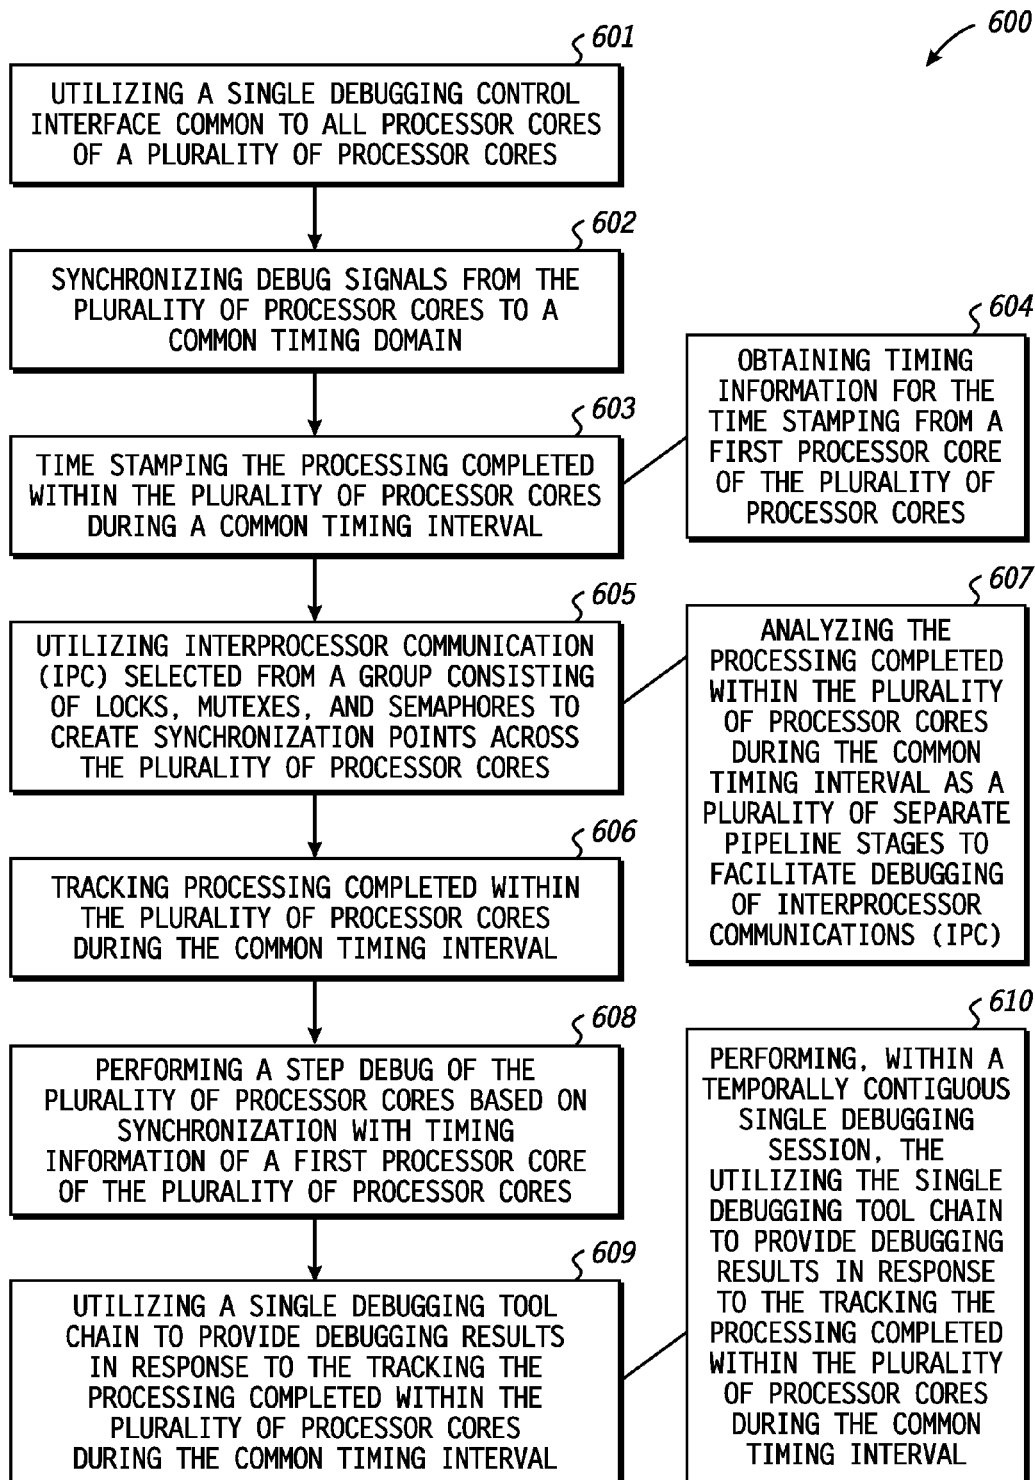 600
601
UTILIZING A SINGLE DEBUGGING CONTROL
INTERFACE COMMON TO ALL PROCESSOR CORES
OF A PLURALITY OF PROCESSOR CORES
602
SYNCHRONIZING DEBUG SIGNALS FROM THE
PLURALITY OF PROCESSOR CORES TO A
COMMON TIMING DOMAIN
603
TIME STAMPING THE PROCESSING COMPLETED
WITHIN THE PLURALITY OF PROCESSOR CORES
DURING A COMMON TIMING INTERVAL
604
OBTAINING TIMING
INFORMATION FOR THE
TIME STAMPING FROM A
FIRST PROCESSOR CORE
OF THE PLURALITY OF
PROCESSOR CORES
605
UTILIZING INTERPROCESSOR COMMUNICATION
(IPC) SELECTED FROM A GROUP CONSISTING
OF LOCKS, MUTEXES, AND SEMAPHORES TO
CREATE SYNCHRONIZATION POINTS ACROSS
THE PLURALITY OF PROCESSOR CORES
607
ANALYZING THE
PROCESSING COMPLETED
WITHIN THE PLURALITY
OF PROCESSOR CORES
DURING THE COMMON
TIMING INTERVAL AS A
PLURALITY OF SEPARATE
PIPELINE STAGES TO
FACILITATE DEBUGGING
OF INTERPROCESSOR
COMMUNICATIONS (IPC)
606
TRACKING PROCESSING COMPLETED WITHIN
THE PLURALITY OF PROCESSOR CORES
DURING THE COMMON TIMING INTERVAL
608
PERFORMING A STEP DEBUG OF THE
PLURALITY OF PROCESSOR CORES BASED ON
SYNCHRONIZATION WITH TIMING
INFORMATION OF A FIRST PROCESSOR CORE
OF THE PLURALITY OF PROCESSOR CORES
609
UTILIZING A SINGLE DEBUGGING TOOL
CHAIN TO PROVIDE DEBUGGING RESULTS
IN RESPONSE TO THE TRACKING THE
PROCESSING COMPLETED WITHIN THE
PLURALITY OF PROCESSOR CORES
DURING THE COMMON TIMING INTERVAL
610
PERFORMING, WITHIN A
TEMPORALLY CONTIGUOUS
SINGLE DEBUGGING
SESSION, THE
UTILIZING THE SINGLE
DEBUGGING TOOL CHAIN
TO PROVIDE DEBUGGING
RESULTS IN RESPONSE
TO THE TRACKING THE
PROCESSING COMPLETED
WITHIN THE PLURALITY
OF PROCESSOR CORES
DURING THE COMMON
TIMING INTERVAL